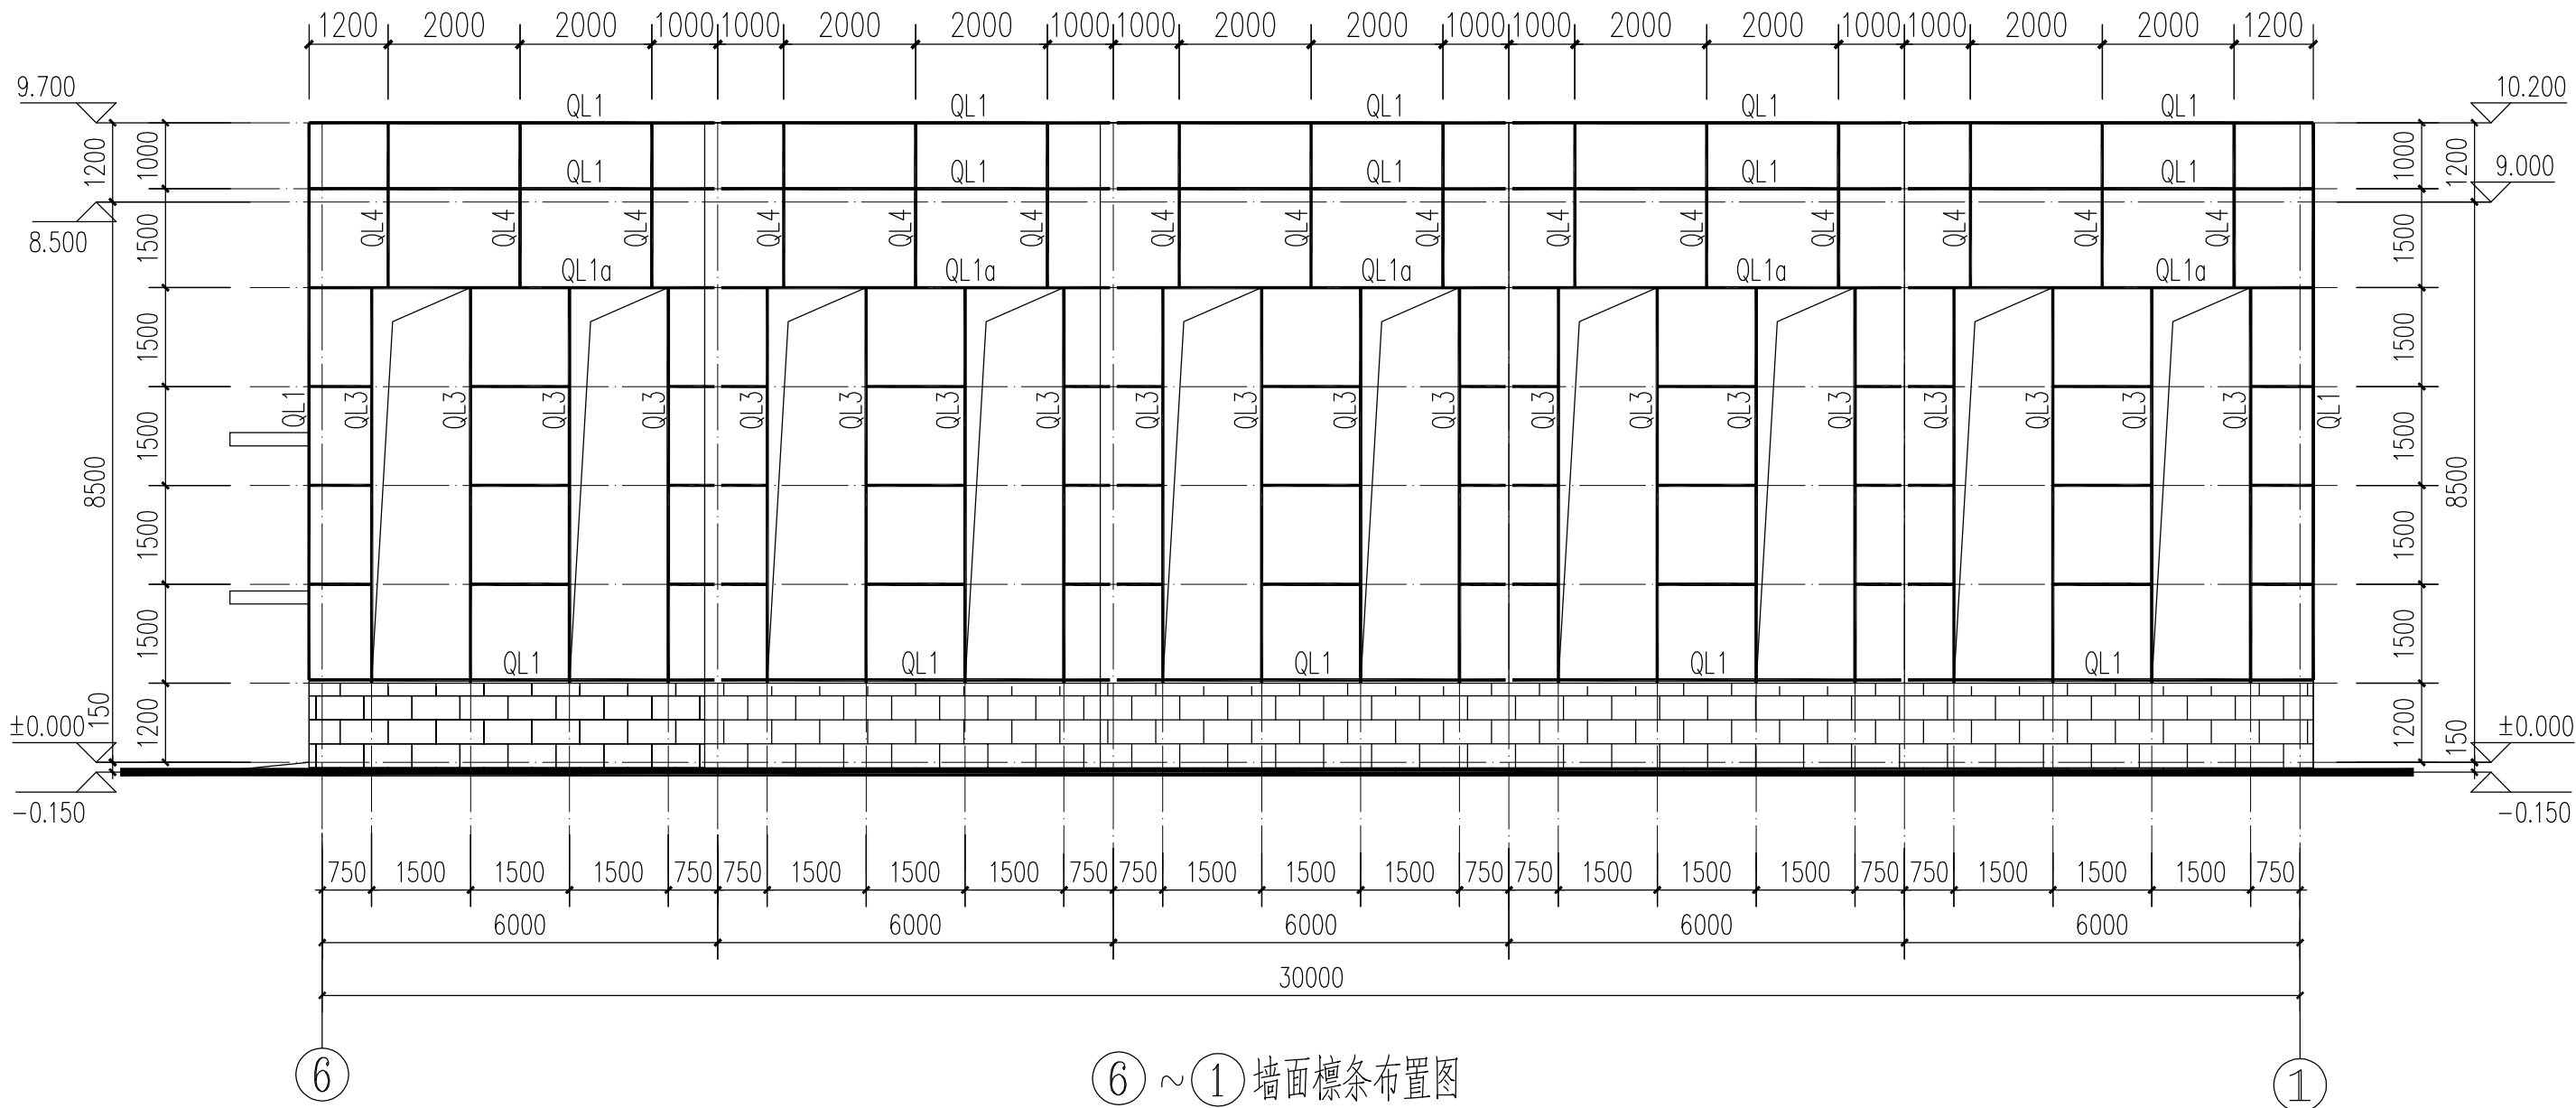 1200 2000 2000 1000 1000 2000 2000 1000 1000 2000 2000 1000 1000 2000 2000 1000 1000 2000 2000 1200
9.700 10.200
QL1 QL1 QL1 QL1 QL1
1200 1000 1000 1200
QL1 QL1 QL1 QL1 QL1
9.000
8.500
1500 1500
QL4 QL4 QL4 QL4 QL4 QL4 QL4 QL4 QL4 QL4 QL4 QL4 QL4 QL4 QL4
QL1a QL1a QL1a QL1a QL1a
1500 1500
QL1 QL3 QL3 QL3 QL3 QL3 QL3 QL3 QL3 QL3 QL3 QL3 QL3 QL3 QL3 QL3 QL3 QL3 QL3 QL3 QL3 QL1
1500 1500
8500 8500
1500 1500
1500 1500
QL1 QL1 QL1 QL1 QL1
±0.000 150 1200 1200 150 ±0.000
-0.150 -0.150
750 1500 1500 1500 750 750 1500 1500 1500 750 750 1500 1500 1500 750 750 1500 1500 1500 750 750 1500 1500 1500 750
6000 6000 6000 6000 6000
30000
6 1
6 ~ 1 墙面檩条布置图